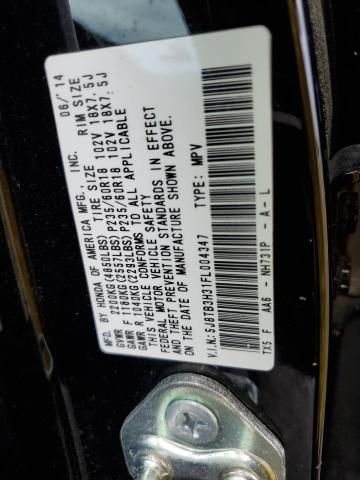 MFD. BY HONDA OF AMERICA MFG., INC. 06/'14
GVWR 2200KG(4850LBS) TIRE SIZE RIM SIZE
GAWR F 1160KG(2557LBS) P235/60R18 102V 18X7.5J
GAWR R 1040KG(2293LBS) P235/60R18 102V 18X7.5J
THIS VEHICLE CONFORMS TO ALL APPLICABLE
FEDERAL MOTOR VEHICLE SAFETY
AND THEFT PREVENTION STANDARDS IN EFFECT
ON THE DATE OF MANUFACTURE SHOWN ABOVE.
V.I.N:5J8TB3H31FL004347 TYPE: MPV
TX5 F AA6 - NH731P - A - L